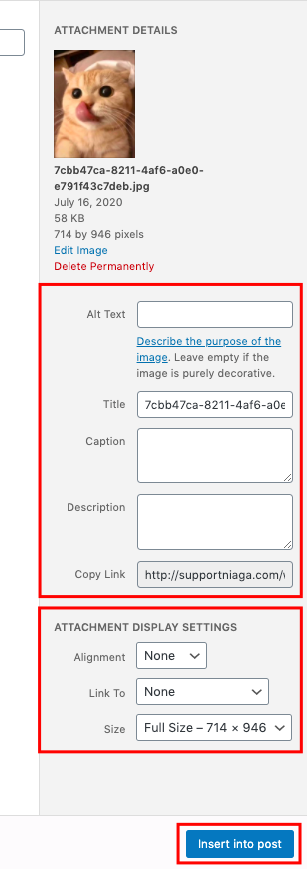 ATTACHMENT DETAILS
7cbb47ca-8211-4af6-a0e0-
e791f43c7deb.jpg
July 16, 2020
58 KB
714 by 946 pixels
Edit Image
Delete Permanently
Alt Text
Describe the purpose of the
image. Leave empty if the
image is purely decorative.
Title 7cbb47ca-8211-4af6-a0e
Caption
Description
Copy Link http://supportniaga.com/
ATTACHMENT DISPLAY SETTINGS
Alignment None
Link To None
Size Full Size – 714 × 946
Insert into post